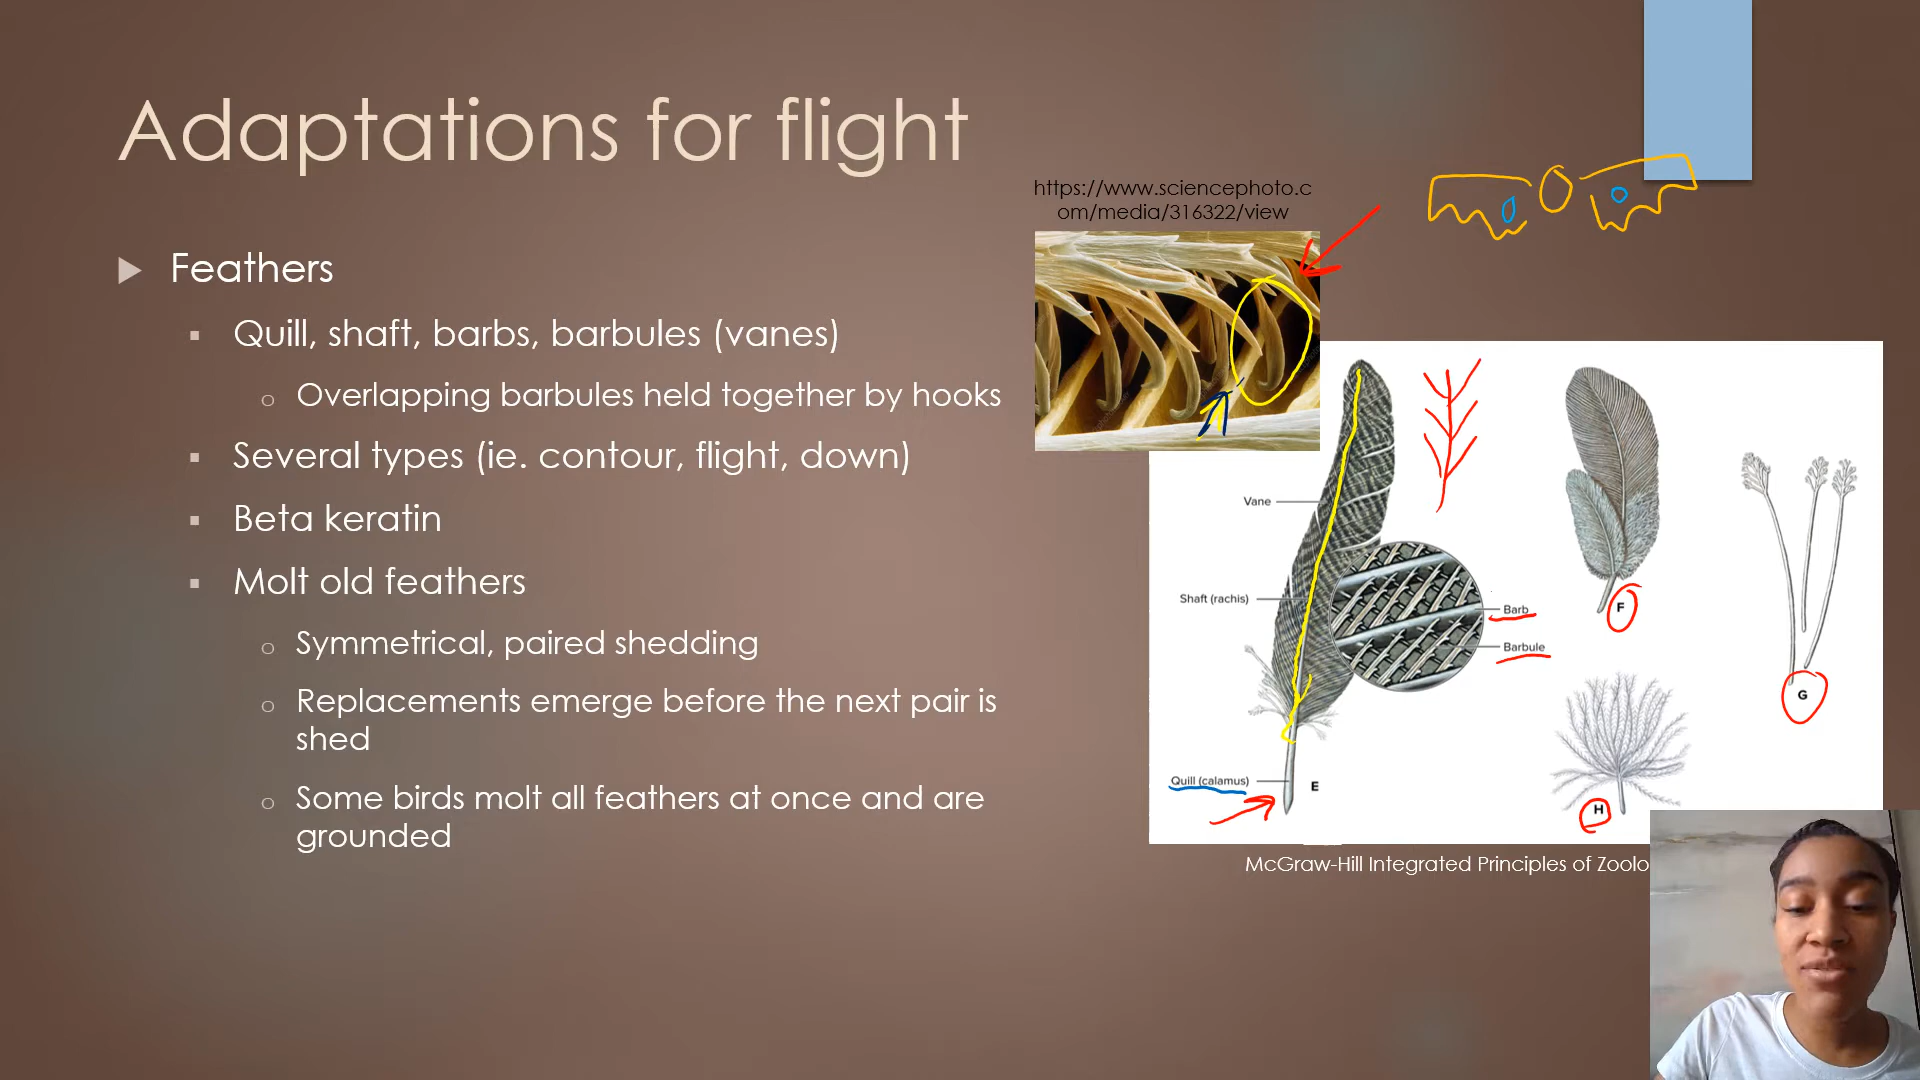 Adaptations for flight
https://www.sciencephoto.c
om/media/316322/view
Feathers
Quill, shaft, barbs, barbules (vanes)
Overlapping barbules held together by hooks
Several types (ie. contour, flight, down)
Beta keratin
Molt old feathers
Symmetrical, paired shedding
Replacements emerge before the next pair is
shed
Some birds molt all feathers at once and are
grounded
Vane
Shaft (rachis)
Barb
Barbule
Quill (calamus)
E
F
G
H
McGraw-Hill Integrated Principles of Zoolo